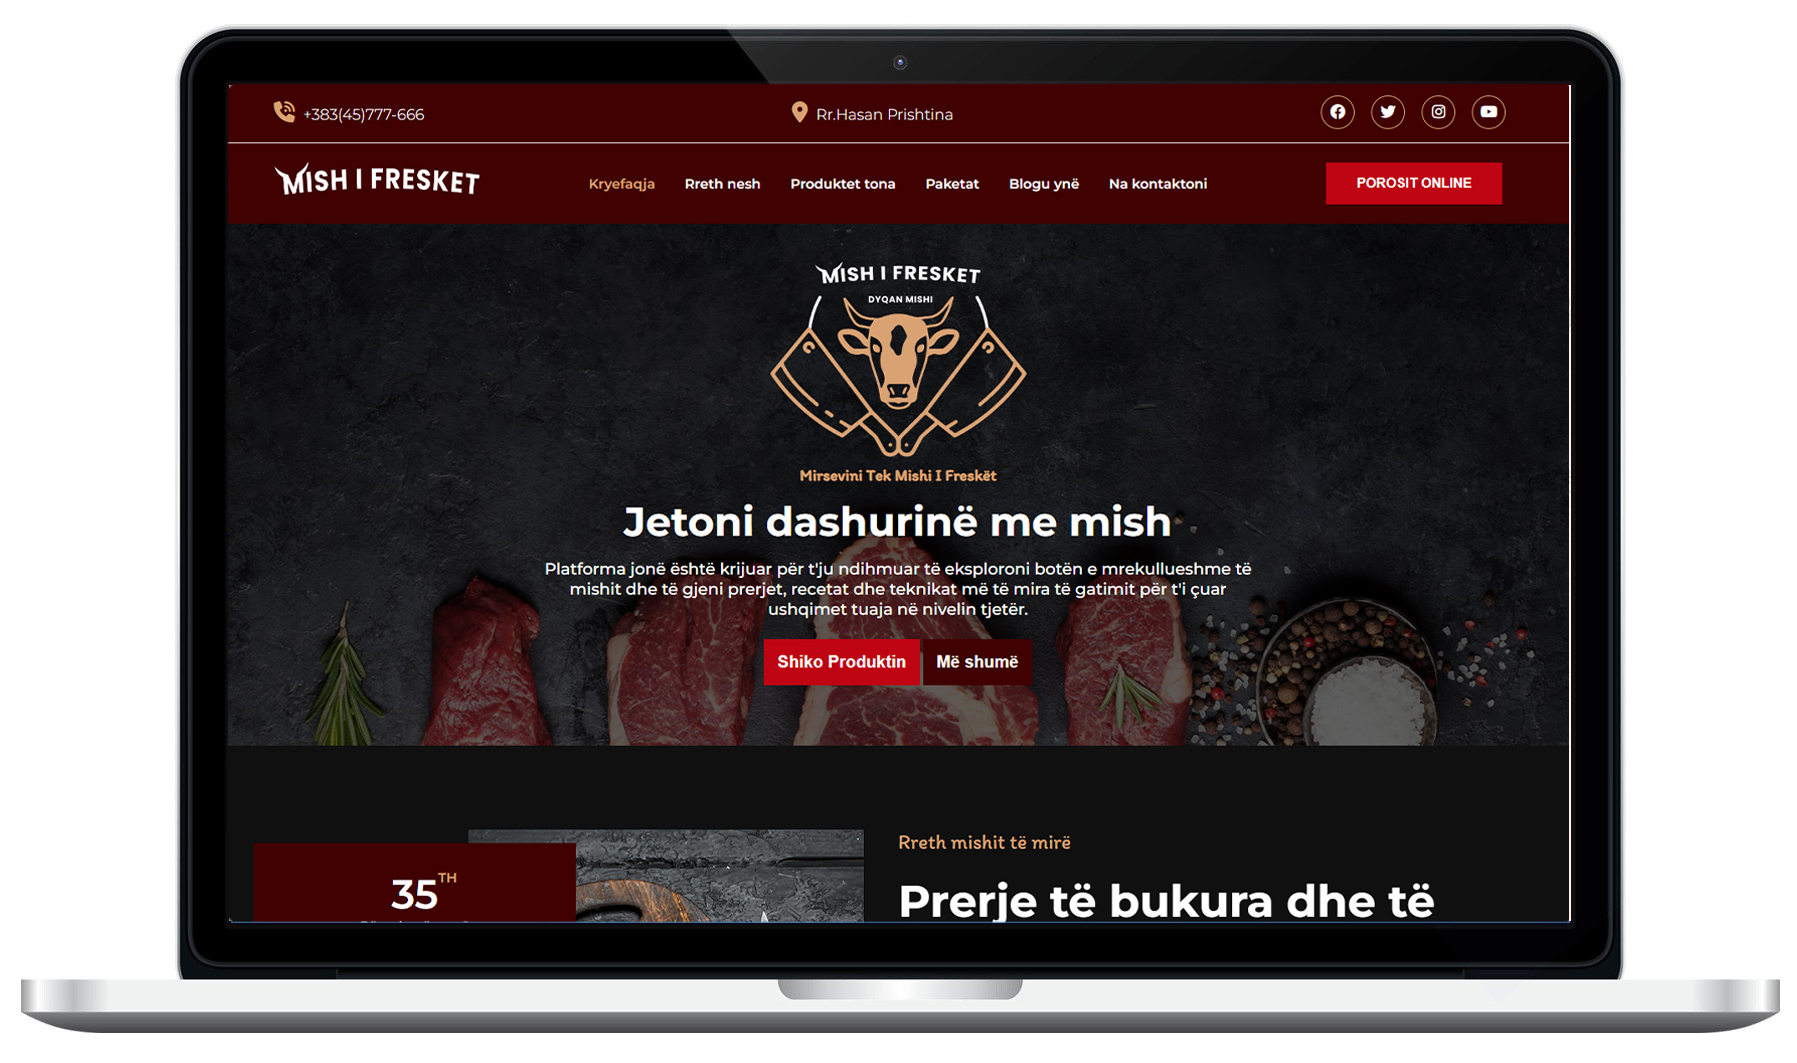 +383(45)777-666
Rr.Hasan Prishtina
MISH I FRESKET
Kryefaqja
Rreth nesh
Produktet tona
Paketat
Blogu ynë
Na kontaktoni
POROSIT ONLINE
MISH I FRESKET
DYQAN MISHI
Mirsevini Tek Mishi I Freskët
Jetoni dashurinë me mish
Platforma jonë është krijuar për t'ju ndihmuar të eksploroni botën e mrekullueshme të
mishit dhe të gjeni prerjet, recetat dhe teknikat më të mira të gatimit për t'i çuar
ushqimet tuaja në nivelin tjetër.
Shiko Produktin
Më shumë
35TH
Rreth mishit të mirë
Prerje të bukura dhe të